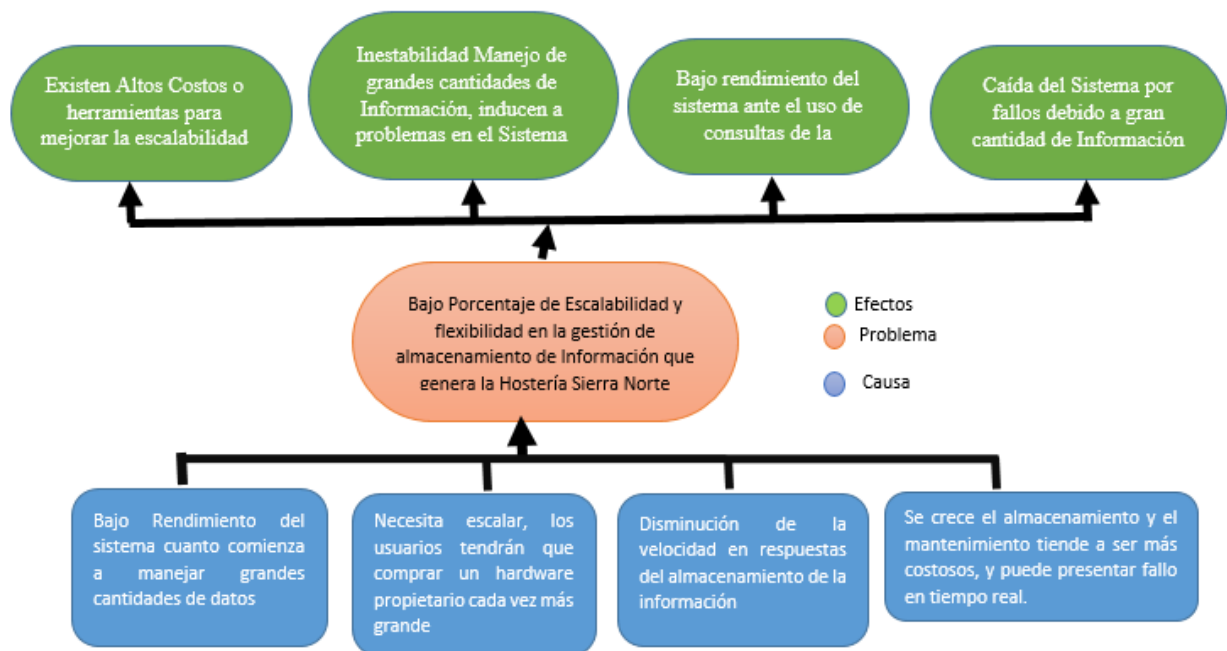 Existen Altos Costos o
herramientas para
mejorar la escalabilidad
Inestabilidad Manejo de
grandes cantidades de
Información, inducen a
problemas en el Sistema
Bajo rendimiento del
sistema ante el uso de
consultas de la
Caída del Sistema por
fallos debido a gran
cantidad de Información
Bajo Porcentaje de Escalabilidad y
flexibilidad en la gestión de
almacenamiento de Información que
genera la Hostería Sierra Norte
Efectos
Problema
Causa
Bajo Rendimiento del
sistema cuanto comienza
a manejar grandes
cantidades de datos
Necesita escalar, los
usuarios tendrán que
comprar un hardware
propietario cada vez más
grande
Disminución de la
velocidad en respuestas
del almacenamiento de la
información
Se crece el almacenamiento y el
mantenimiento tiende a ser más
costosos, y puede presentar fallo
en tiempo real.